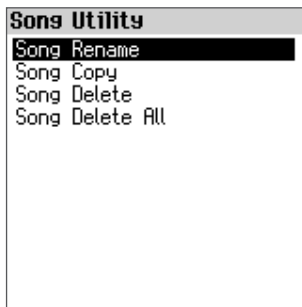 Song Utility
Song Rename
Song Copy
Song Delete
Song Delete All